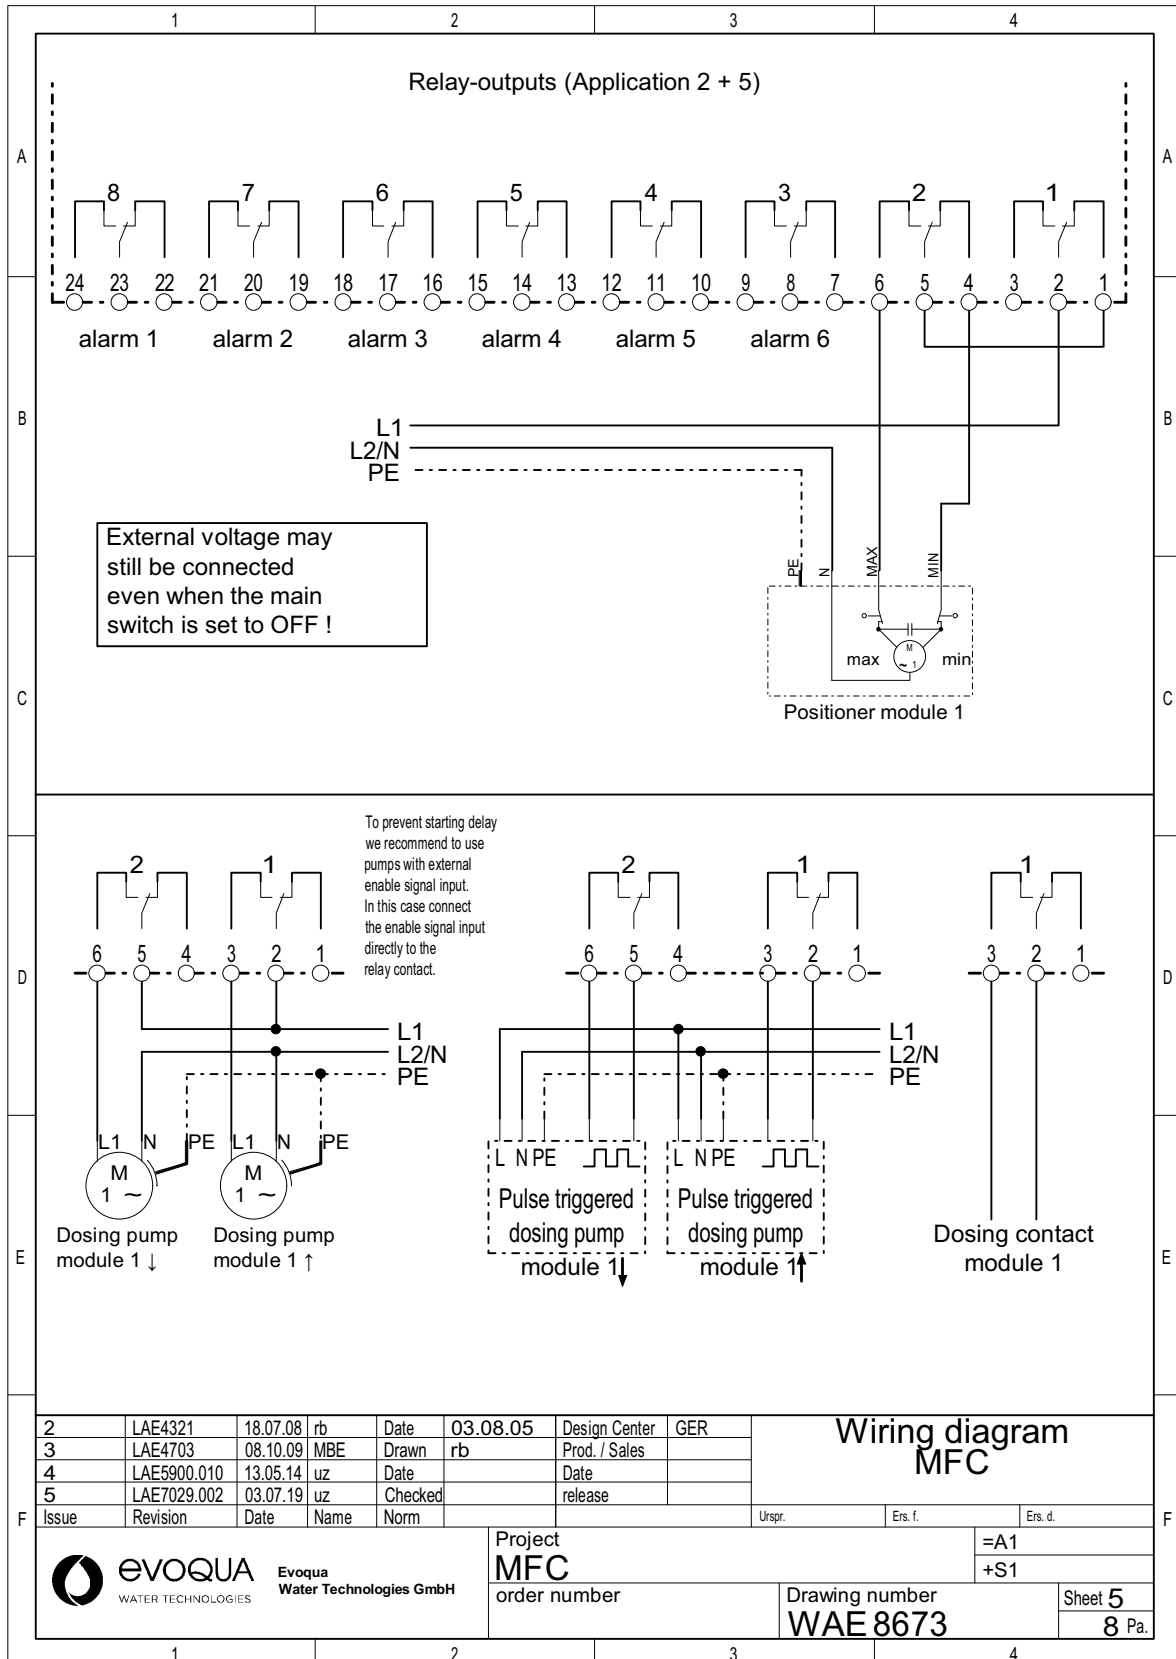 1 2 3 4
Relay-outputs (Application 2 + 5)
A A
8 7 6 5 4 3 2 1
24 23 22 21 20 19 18 17 16 15 14 13 12 11 10 9 8 7 6 5 4 3 2 1
alarm 1 alarm 2 alarm 3 alarm 4 alarm 5 alarm 6
B B
L1
L2/N
PE
External voltage may
still be connected
even when the main
switch is set to OFF !
PE N MAX MIN
max M ~ 1 min
Positioner module 1
C C
To prevent starting delay
we recommend to use
pumps with external
enable signal input.
In this case connect
the enable signal input
directly to the
relay contact.
2 1 2 1 1
6 5 4 3 2 1 6 5 4 3 2 1 3 2 1
D D
L1
L2/N
PE
L1
L2/N
PE
L1 N PE L1 N PE
M
1 ~
M
1 ~
Dosing pump
module 1 ↓
Dosing pump
module 1 ↑
L N PE
Pulse triggered
dosing pump
module 1
L N PE
Pulse triggered
dosing pump
module 1
Dosing contact
module 1
E E
2 LAE4321 18.07.08 rb Date 03.08.05 Design Center GER
3 LAE4703 08.10.09 MBE Drawn rb Prod. / Sales
4 LAE5900.010 13.05.14 uz Date Date
5 LAE7029.002 03.07.19 uz Checked release
Issue Revision Date Name Norm
Wiring diagram
MFC
Urspr. Ers. f. Ers. d.
F F
evoQUA
WATER TECHNOLOGIES
Evoqua
Water Technologies GmbH
Project
MFC
=A1
+S1
order number
Drawing number
WAE 8673
Sheet 5
8 Pa.
1 2 3 4